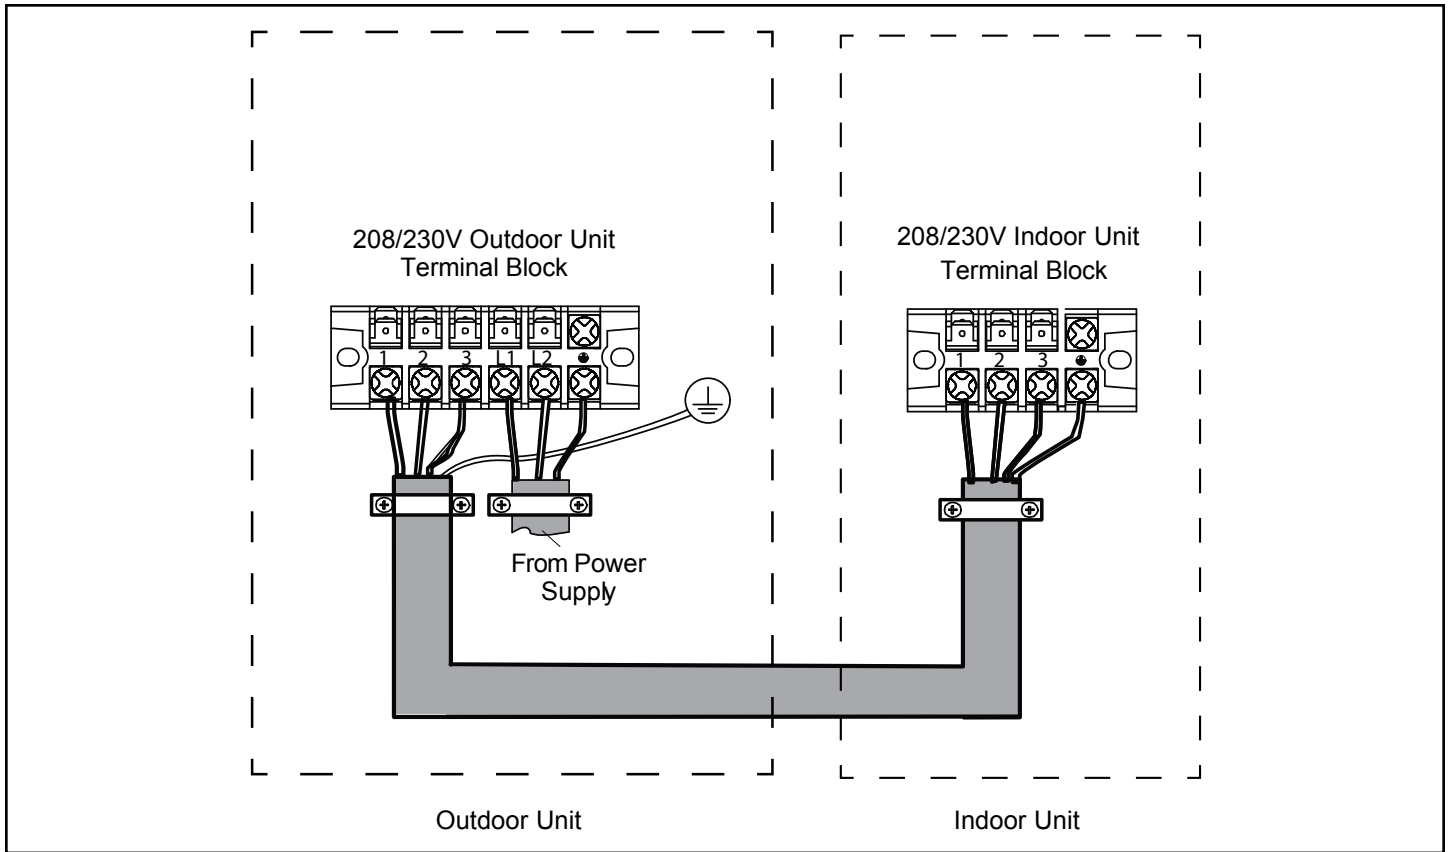 208/230V Outdoor Unit
Terminal Block
1 2 3 L1 L2
From Power
Supply
Outdoor Unit
208/230V Indoor Unit
Terminal Block
1 2 3
Indoor Unit